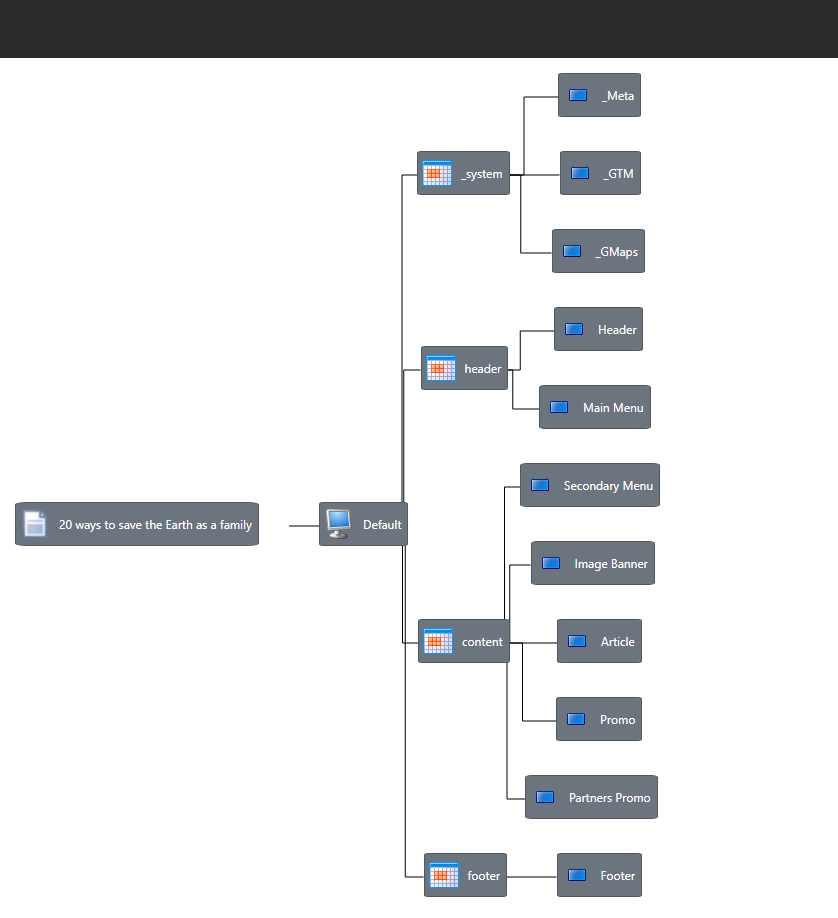 _Meta
_system
_GTM
_GMaps
Header
header
Main Menu
Secondary Menu
20 ways to save the Earth as a family
Default
Image Banner
content
Article
Promo
Partners Promo
footer
Footer